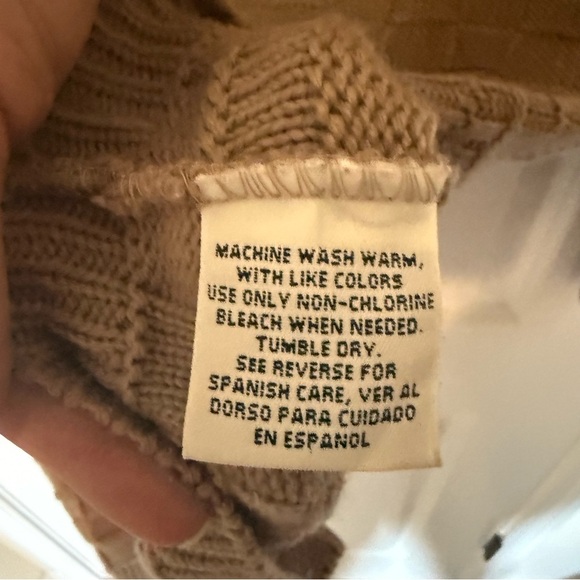 MACHINE WASH WARM,
WITH LIKE COLORS
USE ONLY NON-CHLORINE
BLEACH WHEN NEEDED.
TUMBLE DRY.
SEE REVERSE FOR
SPANISH CARE, VER AL
DORSO PARA CUIDADO
EN ESPANOL